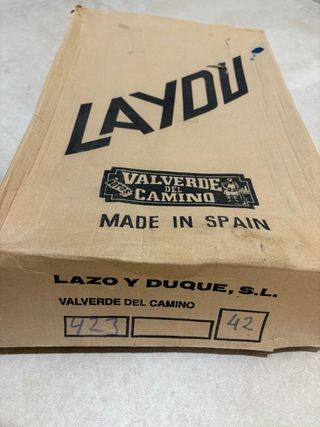 LAYDU
VALVERDE
DEL
CAMINO
MADE IN SPAIN
LAZO Y DUQUE, S.L.
VALVERDE DEL CAMINO
423
42